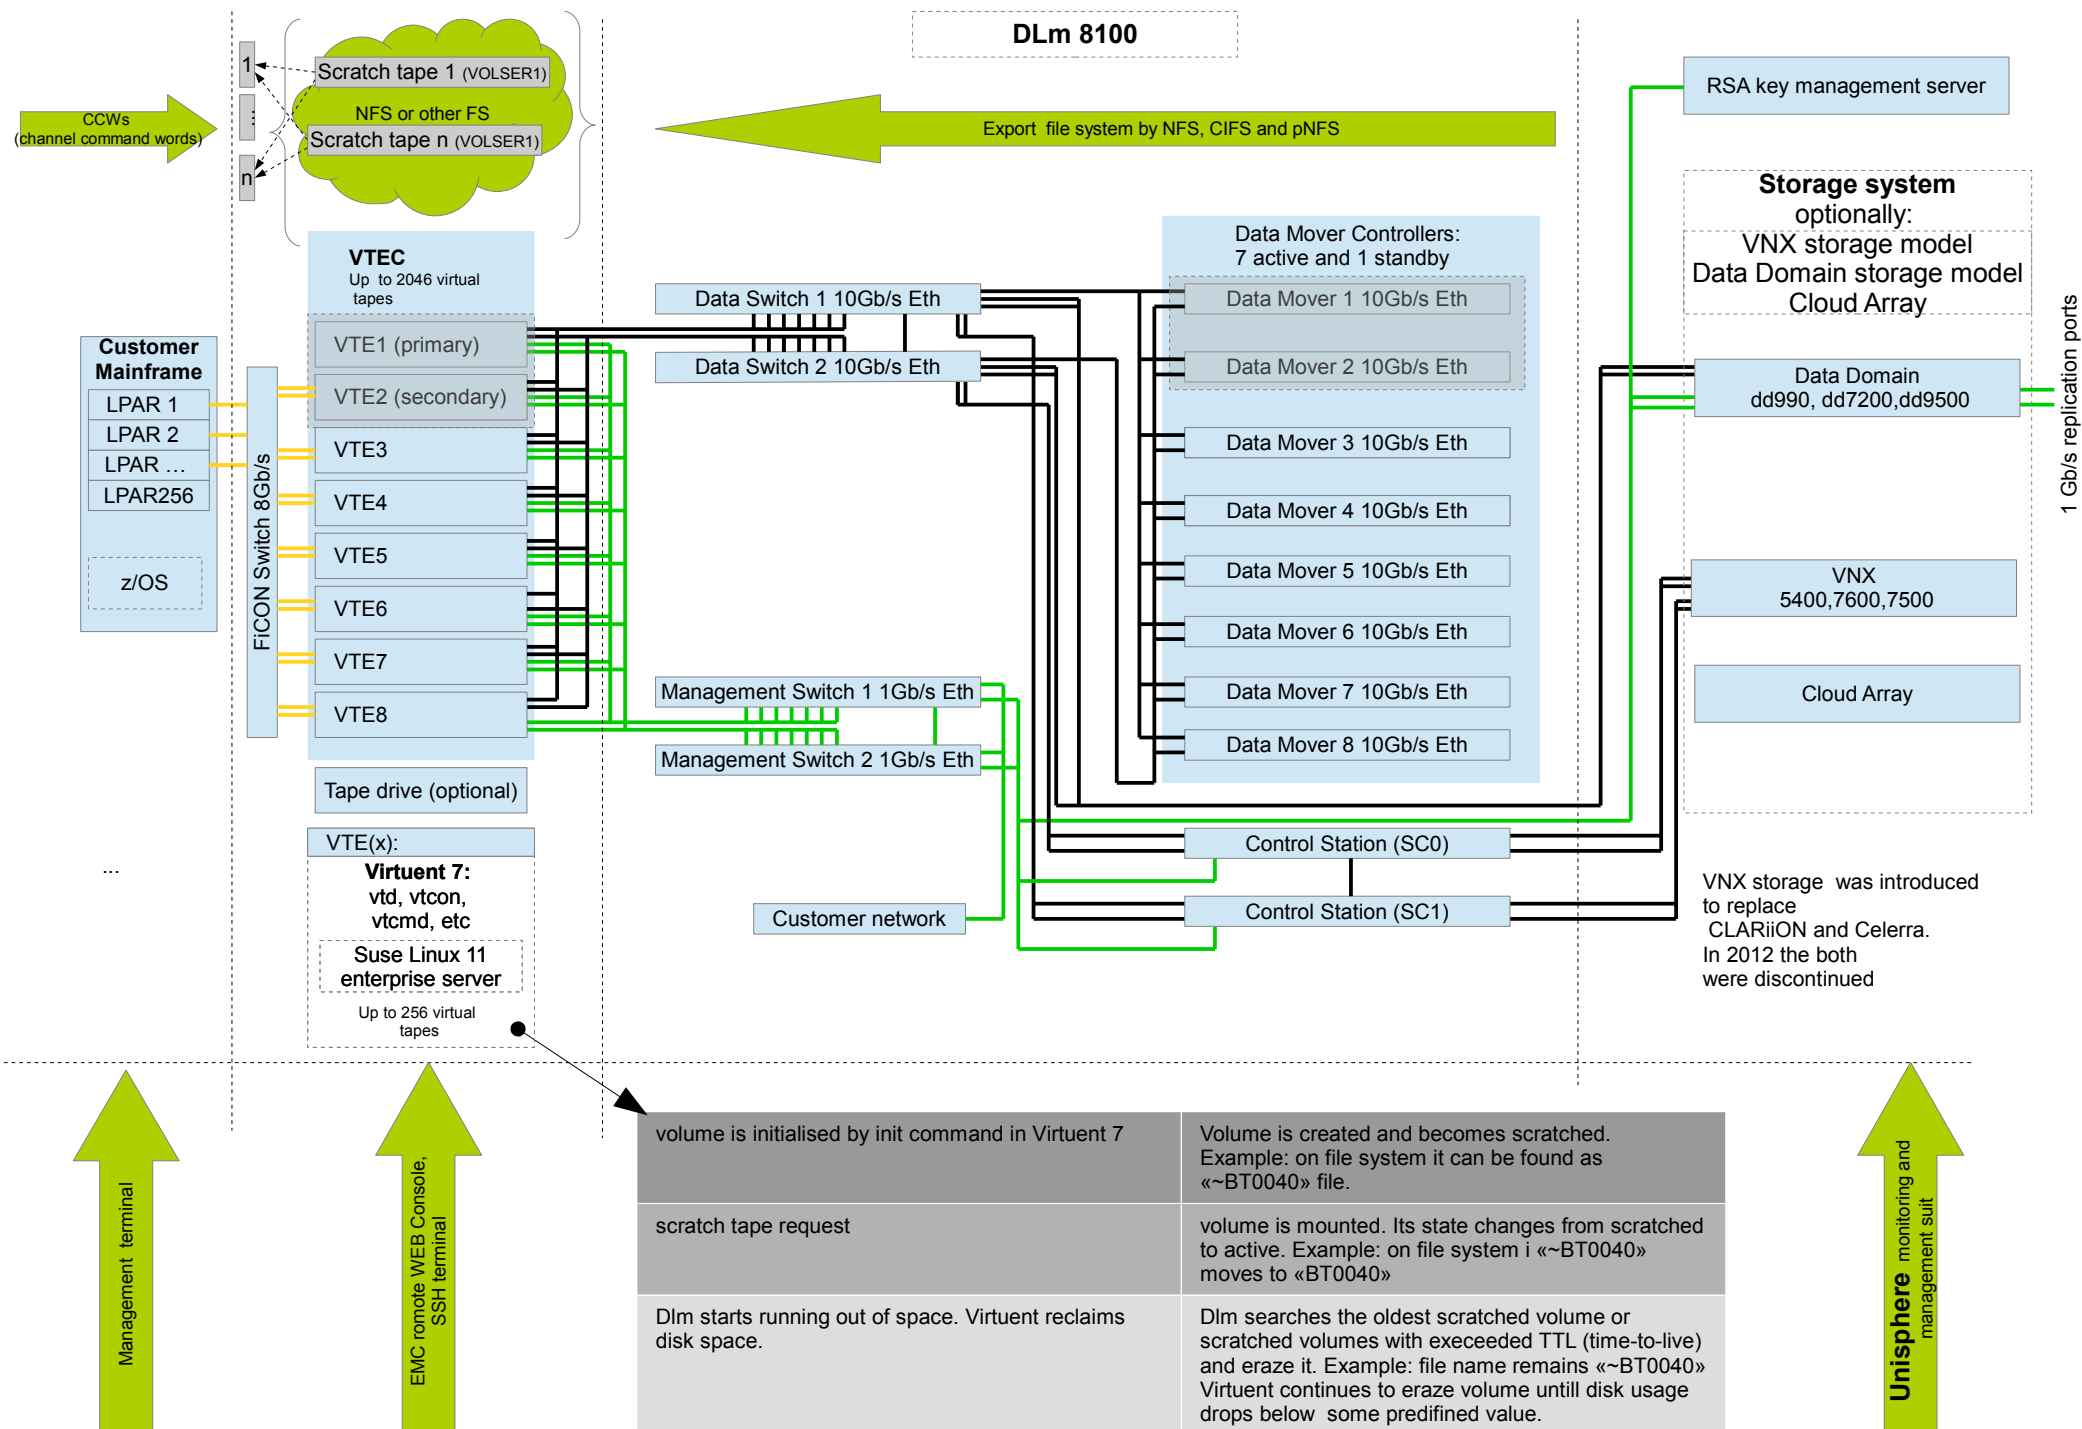 DLm 8100
1
Scratch tape 1 (VOLSER1)
CCWs
(channel command words)
...
NFS or other FS
Scratch tape n (VOLSER1)
n
Export file system by NFS, CIFS and pNFS
RSA key management server
Storage system
optionally:
VNX storage model
Data Domain storage model
Cloud Array
VTEC
Up to 2046 virtual
tapes
Data Mover Controllers:
7 active and 1 standby
Customer
Mainframe
LPAR 1
LPAR 2
LPAR …
LPAR256
z/OS
FiCON Switch 8Gb/s
VTE1 (primary)
VTE2 (secondary)
VTE3
VTE4
VTE5
VTE6
VTE7
VTE8
Tape drive (optional)
Data Switch 1 10Gb/s Eth
Data Switch 2 10Gb/s Eth
Management Switch 1 1Gb/s Eth
Management Switch 2 1Gb/s Eth
Data Mover 1 10Gb/s Eth
Data Mover 2 10Gb/s Eth
Data Mover 3 10Gb/s Eth
Data Mover 4 10Gb/s Eth
Data Mover 5 10Gb/s Eth
Data Mover 6 10Gb/s Eth
Data Mover 7 10Gb/s Eth
Data Mover 8 10Gb/s Eth
Data Domain
dd990, dd7200,dd9500
1 Gb/s replication ports
VNX
5400,7600,7500
Cloud Array
VTE(x):
Virtuent 7:
vtd, vtcon,
vtcmd, etc
Suse Linux 11
enterprise server
Up to 256 virtual
tapes
...
Customer network
Control Station (SC0)
Control Station (SC1)
VNX storage was introduced
to replace
CLARiiON and Celerra.
In 2012 the both
were discontinued
Management terminal
EMC romote WEB Console,
SSH terminal
volume is initialised by init command in Virtuent 7
Volume is created and becomes scratched.
Example: on file system it can be found as
«~BT0040» file.
scratch tape request
volume is mounted. Its state changes from scratched
to active. Example: on file system i «~BT0040»
moves to «BT0040»
Dlm starts running out of space. Virtuent reclaims
disk space.
Dlm searches the oldest scratched volume or
scratched volumes with execeeded TTL (time-to-live)
and eraze it. Example: file name remains «~BT0040»
Virtuent continues to eraze volume untill disk usage
drops below some predifined value.
Unisphere monitoring and
management suit